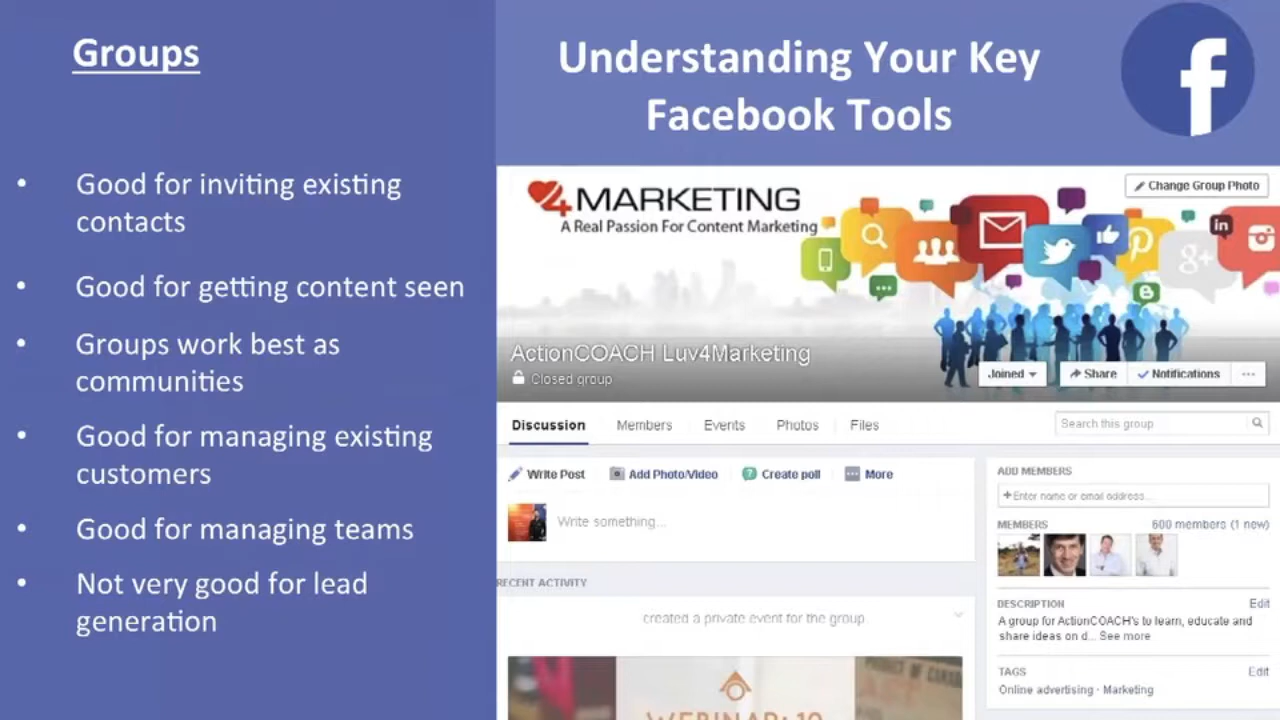 Groups
• Good for inviting existing
contacts
• Good for getting content seen
• Groups work best as
communities
• Good for managing existing
customers
• Good for managing teams
• Not very good for lead
generation
Understanding Your Key
Facebook Tools
f
4MARKETING
A Real Passion For Content Marketing
Change Group Photo
in
g+
ActionCOACH Luv4Marketing
Closed group
Joined
Share
Notifications
Discussion
Members
Events
Photos
Files
Search this group
Write Post
Add Photo/Video
Create poll
More
Write something...
RECENT ACTIVITY
created a private event for the group.
WEBINAR: 10
ADD MEMBERS
+ Enter name or email address...
MEMBERS 600 members (1 new)
DESCRIPTION Edit
A group for ActionCOACH's to learn, educate and
share ideas on d... See more
TAGS Edit
Online advertising · Marketing